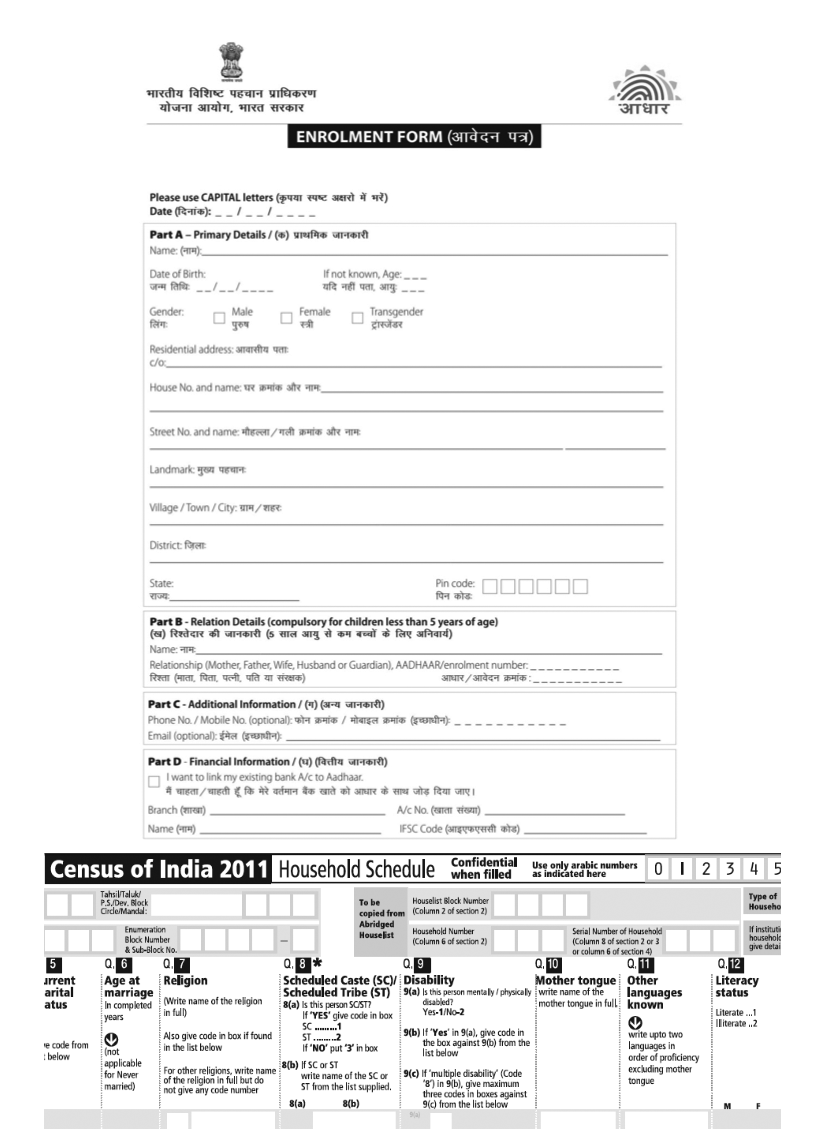 भारतीय विशिष्ट पहचान प्राधिकरण
योजना आयोग, भारत सरकार
आधार
ENROLMENT FORM (आवेदन पत्र)
Please use CAPITAL letters (कृपया स्पष्ट अक्षरो में भरें)
Date (दिनांक): _ _ / _ _ / _ _ _ _
Part A – Primary Details / (क) प्राथमिक जानकारी
Name: (नाम):
Date of Birth: If not known, Age: _ _ _
जन्म तिथि: _ _/_ _/_ _ _ _ यदि नहीं पता, आयु: _ _ _
Gender: Male Female Transgender
लिंग: पुरुष स्त्री ट्रांस्जेंडर
Residential address: आवासीय पता:
c/o:
House No. and name: घर क्रमांक और नाम:
Street No. and name: मौहल्ला/गली क्रमांक और नाम:
Landmark: मुख्य पहचान:
Village / Town / City: ग्राम/शहर:
District: ज़िला:
State: Pin code:
राज्य: पिन कोड:
Part B - Relation Details (compulsory for children less than 5 years of age)
(ख) रिश्तेदार की जानकारी (5 साल आयु से कम बच्चों के लिए अनिवार्य)
Name: नाम:
Relationship (Mother, Father, Wife, Husband or Guardian), AADHAAR/enrolment number: _ _ _ _ _ _ _ _ _ _ _
रिश्ता (माता, पिता, पत्नी, पति या संरक्षक) आधार/आवेदन क्रमांक : _ _ _ _ _ _ _ _ _ _ _
Part C - Additional Information / (ग) (अन्य जानकारी)
Phone No. / Mobile No. (optional): फोन क्रमांक / मोबाइल क्रमांक (इच्छाधीन): _ _ _ _ _ _ _ _ _ _ _
Email (optional): ईमेल (इच्छाधीन):
Part D - Financial Information / (घ) (वित्तीय जानकारी)
I want to link my existing bank A/c to Aadhaar.
मैं चाहता/चाहती हूँ कि मेरे वर्तमान बैंक खाते को आधार के साथ जोड़ दिया जाए।
Branch (शाखा) A/c No. (खाता संख्या)
Name (नाम) IFSC Code (आइएफएससी कोड)
Census of India 2011 Household Schedule Confidential when filled Use only arabic numbers as indicated here 0 1 2 3 4 5
Tahsil/Taluk/
P.S./Dev. Block
Circle/Mandal:
Enumeration
Block Number
& Sub-Block No.
To be
copied from
Abridged
Houselist
Houselist Block Number
(Column 2 of section 2)
Household Number
(Column 6 of section 2)
Serial Number of Household
(Column 8 of section 2 or 3
or column 6 of section 4)
Type of
Househo
If instituti
household
give detai
5
urrent
arital
atus
ve code from
t below
Q. 6
Age at
marriage
In completed
years
(not
applicable
for Never
married)
Q. 7
Religion
(Write name of the religion
in full)
Also give code in box if found
in the list below
For other religions, write name
of the religion in full but do
not give any code number
Q. 8 *
Scheduled Caste (SC)/
Scheduled Tribe (ST)
8(a) Is this person SC/ST?
If 'YES' give code in box
SC .........1
ST .........2
If 'NO' put '3' in box
8(b) If SC or ST
write name of the SC or
ST from the list supplied.
8(a) 8(b)
Q. 9
Disability
9(a) Is this person mentally / physically
disabled?
Yes-1/No-2
9(b) If 'Yes' in 9(a), give code in
the box against 9(b) from the
list below
9(c) If 'multiple disability' (Code
'8') in 9(b), give maximum
three codes in boxes against
9(c) from the list below
9(a)
Q. 10
Mother tongue
write name of the
mother tongue in full
Q. 11
Other
languages
known
write upto two
languages in
order of proficiency
excluding mother
tongue
Q. 12
Literacy
status
Literate ...1
Illiterate ..2
M F